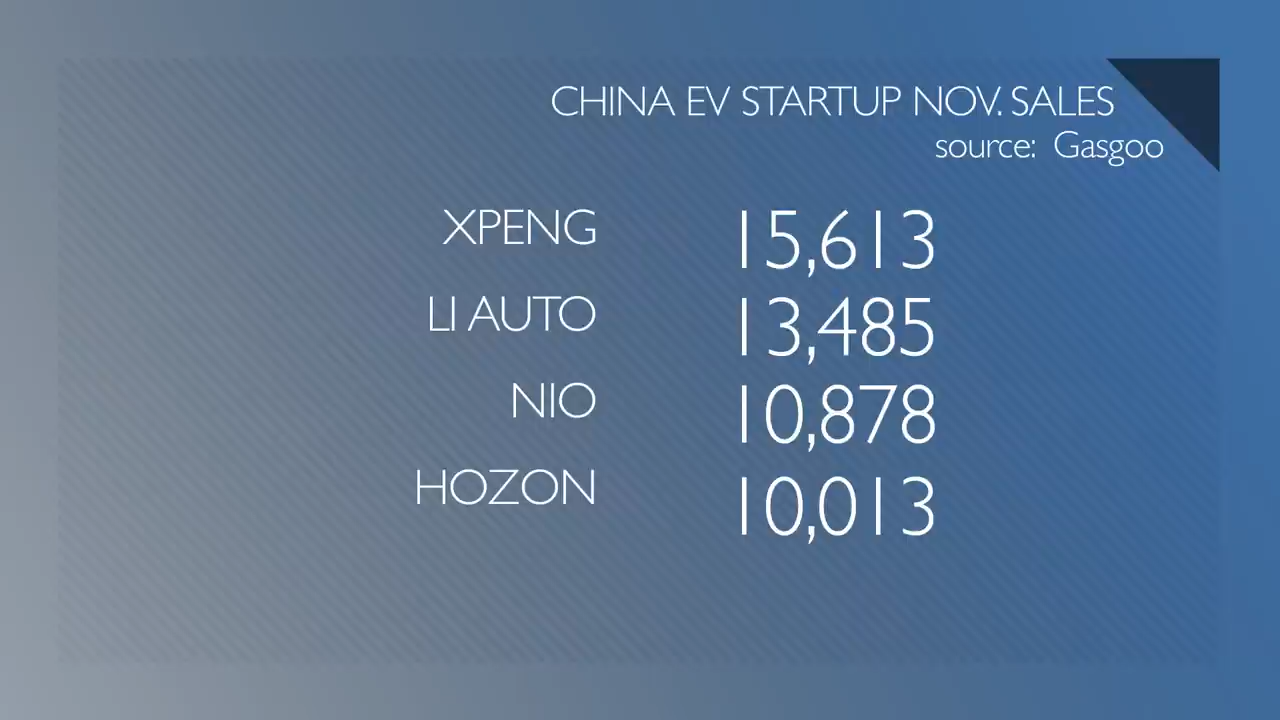 CHINA EV STARTUP NOV. SALES
source: Gasgoo
XPENG 15,613
LI AUTO 13,485
NIO 10,878
HOZON 10,013